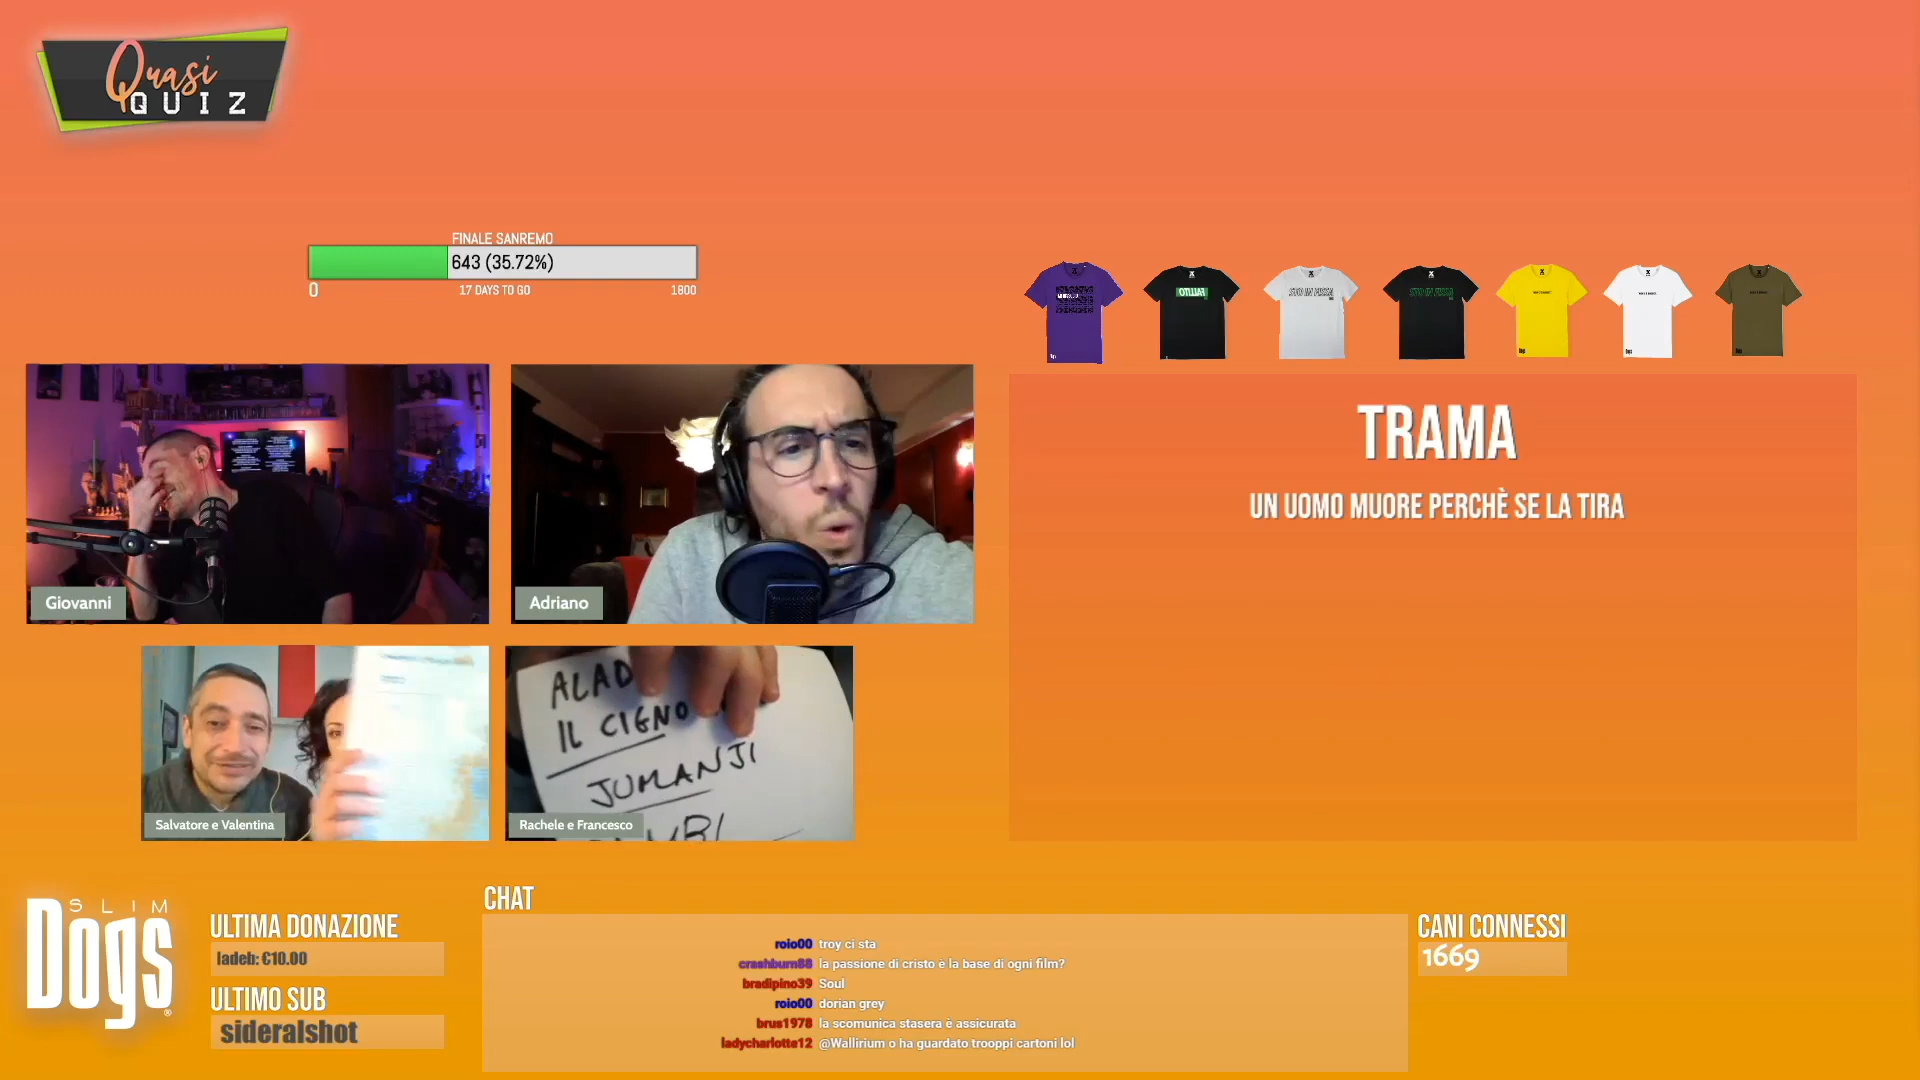 Quasi
QUIZ
FINALE SANREMO
643 (35.72%)
0
17 DAYS TO GO
1800
FALLITO
TRAMA
UN UOMO MUORE PERCHÈ SE LA TIRA
Giovanni
Adriano
ALAD
IL CIGNO
JUMANJI
Salvatore e Valentina
Rachele e Francesco
SLIM
Dogs
ULTIMA DONAZIONE
ladeb: €10.00
ULTIMO SUB
sideralshot
CHAT
roio00 troy ci sta
crashburn88 la passione di cristo è la base di ogni film?
bradipino39 Soul
roio00 dorian grey
brus1978 la scomunica stasera è assicurata
ladycharlotte12 @Wallirium o ha guardato trooppi cartoni lol
CANI CONNESSI
1669